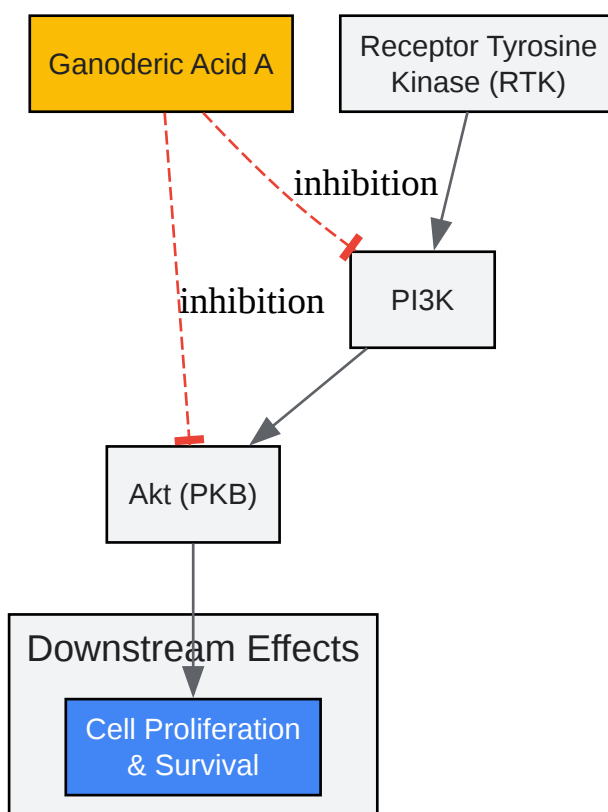 Ganoderic Acid A
Receptor Tyrosine
Kinase (RTK)
inhibition
inhibition
PI3K
Akt (PKB)
Downstream Effects
Cell Proliferation
& Survival